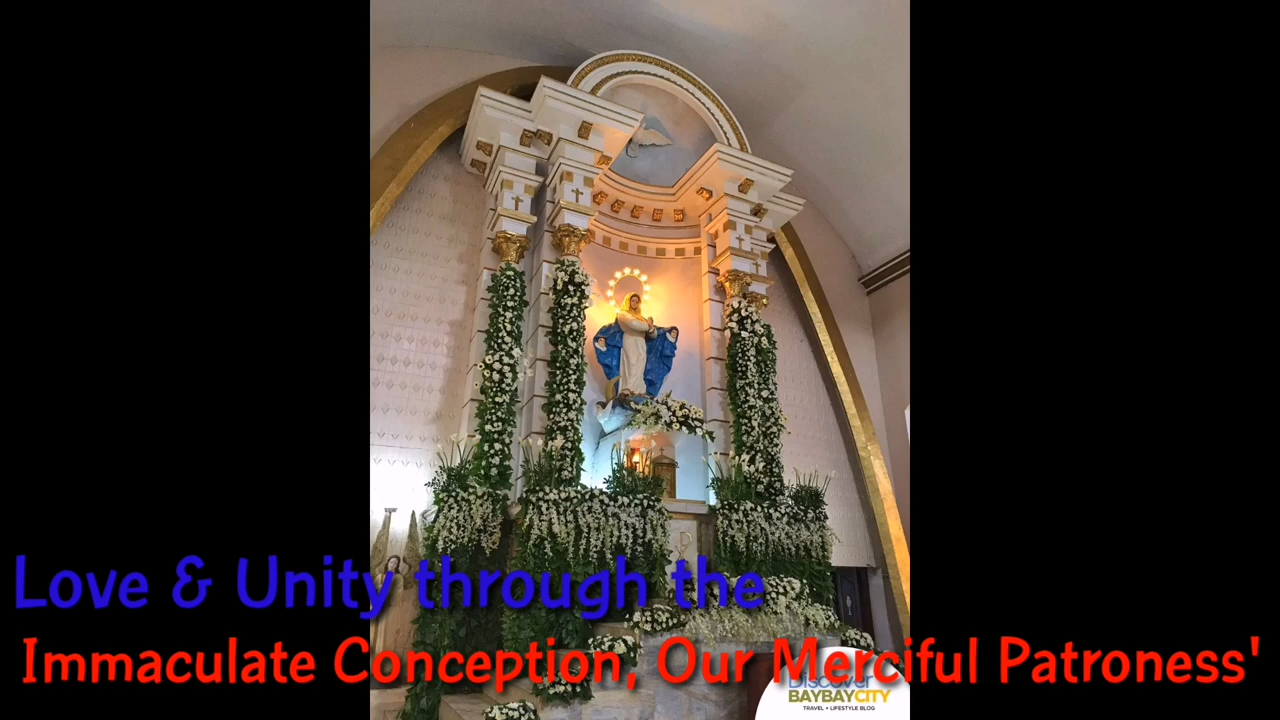 Love & Unity through the
Immaculate Conception, Our Merciful Patroness'
Discover
BAYBAYCITY
TRAVEL • LIFESTYLE BLOG